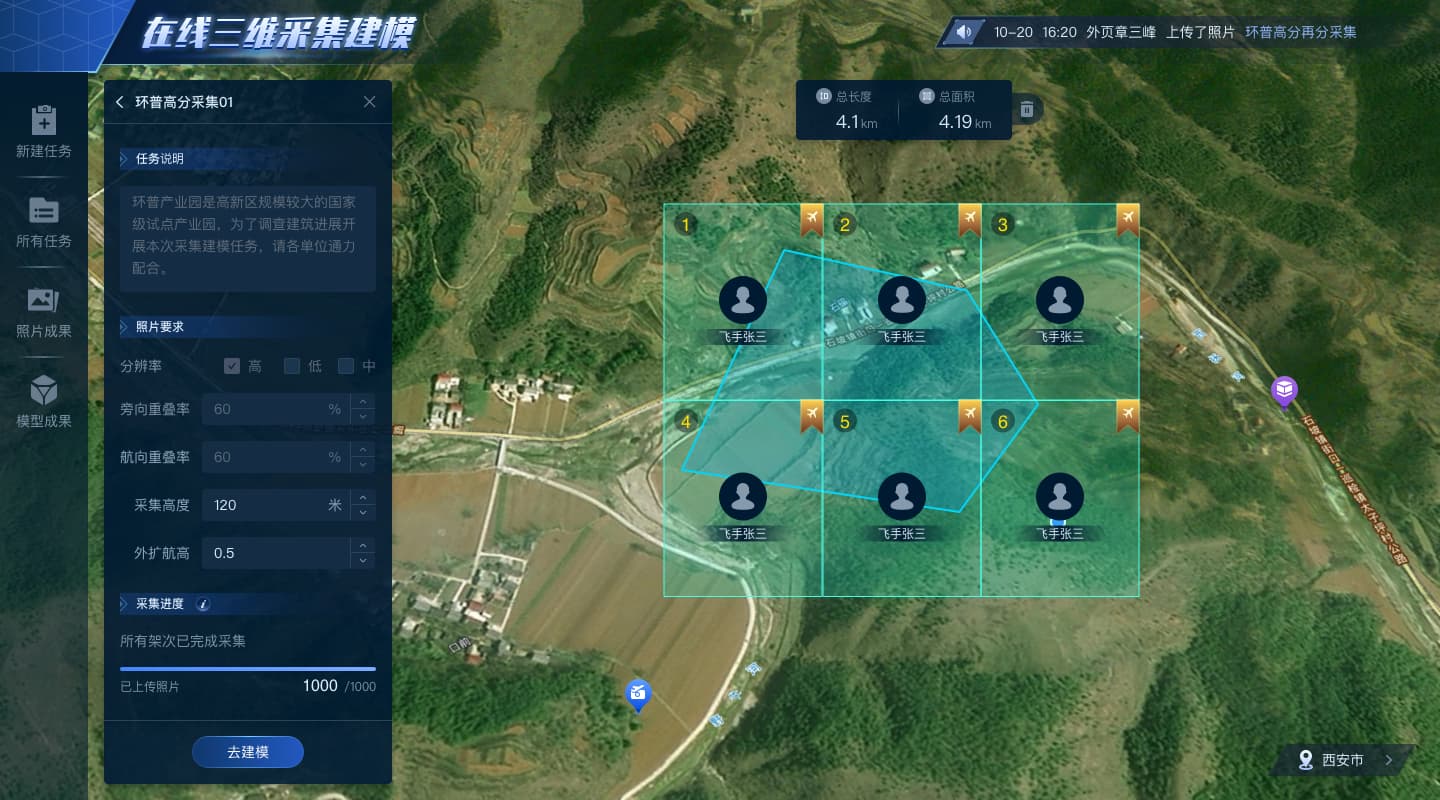 在线三维采集建模
10-20 16:20 外页章三峰 上传了照片 环普高分再分采集
新建任务
所有任务
照片成果
模型成果
环普高分采集01
任务说明
环普产业园是高新区规模较大的国家
级试点产业园，为了调查建筑进展开
展本次采集建模任务，请各单位通力
配合。
照片要求
分辨率 高 低 中
旁向重叠率 60 %
航向重叠率 60 %
采集高度 120 米
外扩航高 0.5
采集进度
所有架次已完成采集
已上传照片 1000 /1000
去建模
总长度 总面积
4.1 km 4.19 km
1 2 3
飞手张三 飞手张三 飞手张三
4 5 6
飞手张三 飞手张三 飞手张三
西安市